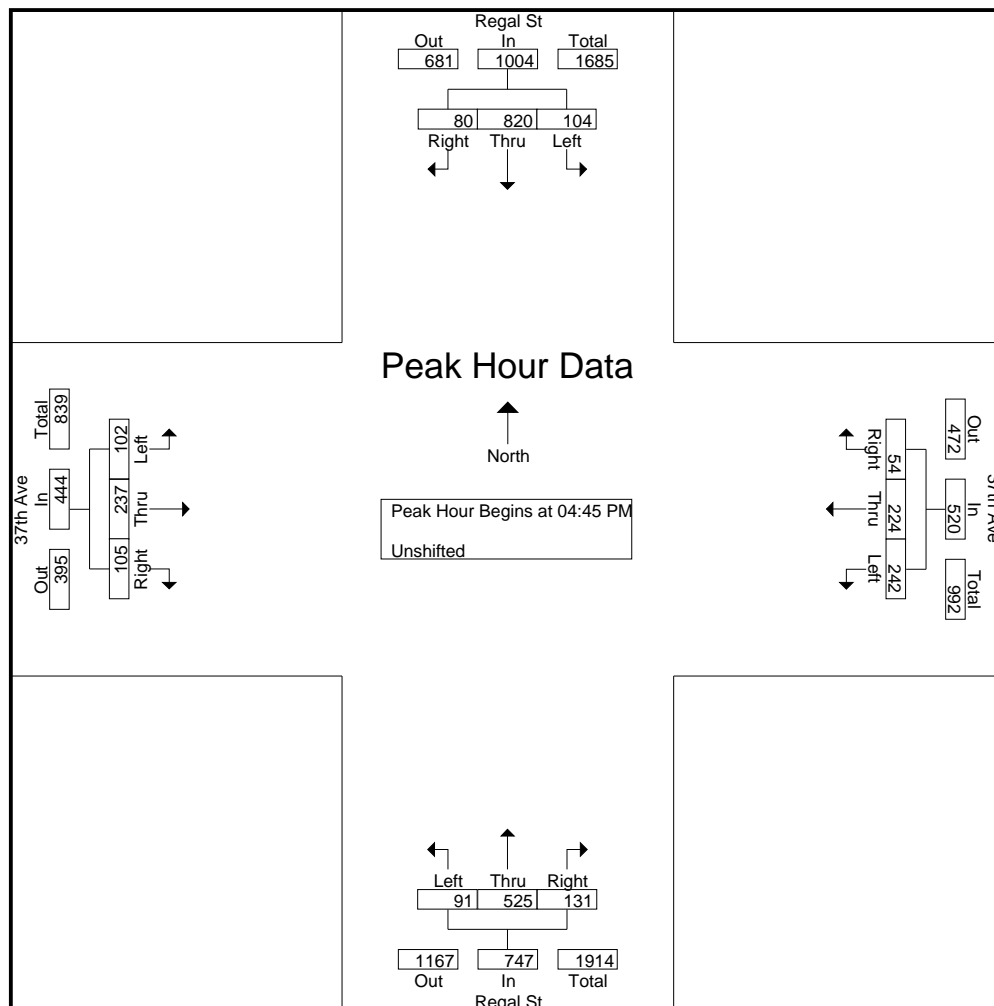 Regal St
Out In Total
681 1004 1685
80 820 104
Right Thru Left
Peak Hour Data
North
Peak Hour Begins at 04:45 PM
Unshifted
37th Ave
Total In Out
839 444 395
102 237 105
Left Thru Right
37th Ave
Out In Total
472 520 992
54 224 242
Right Thru Left
Left Thru Right
91 525 131
1167 747 1914
Out In Total
Regal St